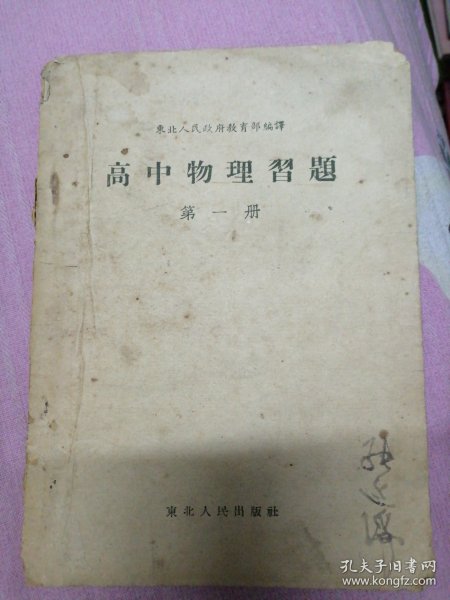 東北人民政府教育部編譯
高中物理習題
第一册
東北人民出版社
孔夫子旧书网
www.kongfz.com